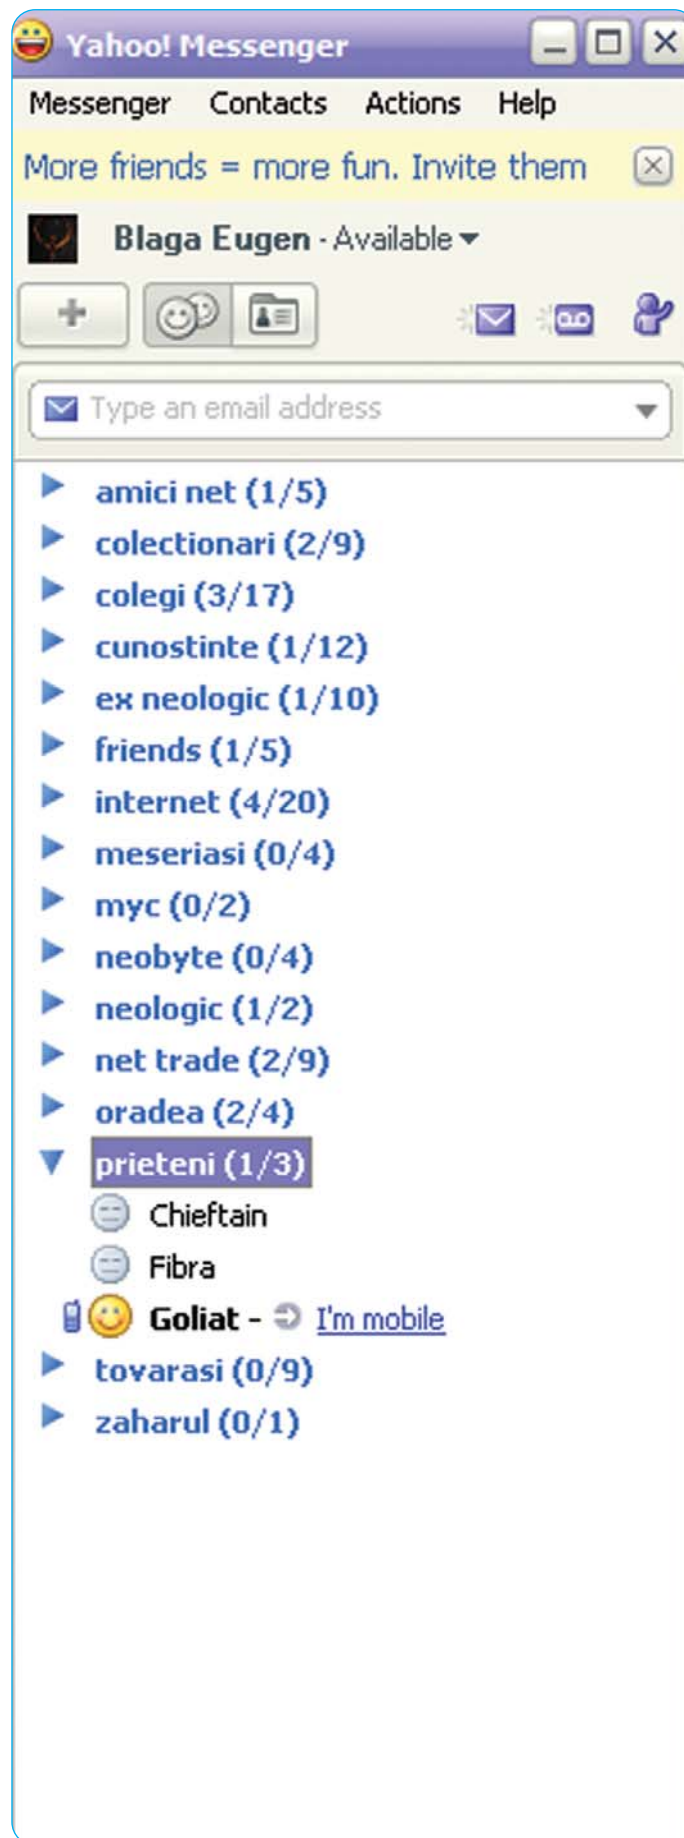 Yahoo! Messenger
Messenger Contacts Actions Help
More friends = more fun. Invite them
Blaga Eugen - Available
Type an email address
amici net (1/5)
colectionari (2/9)
colegi (3/17)
cunostinte (1/12)
ex neologic (1/10)
friends (1/5)
internet (4/20)
meseriasi (0/4)
myc (0/2)
neobyte (0/4)
neologic (1/2)
net trade (2/9)
oradea (2/4)
prieteni (1/3)
Chieftain
Fibra
Goliat - I'm mobile
tovarasi (0/9)
zaharul (0/1)